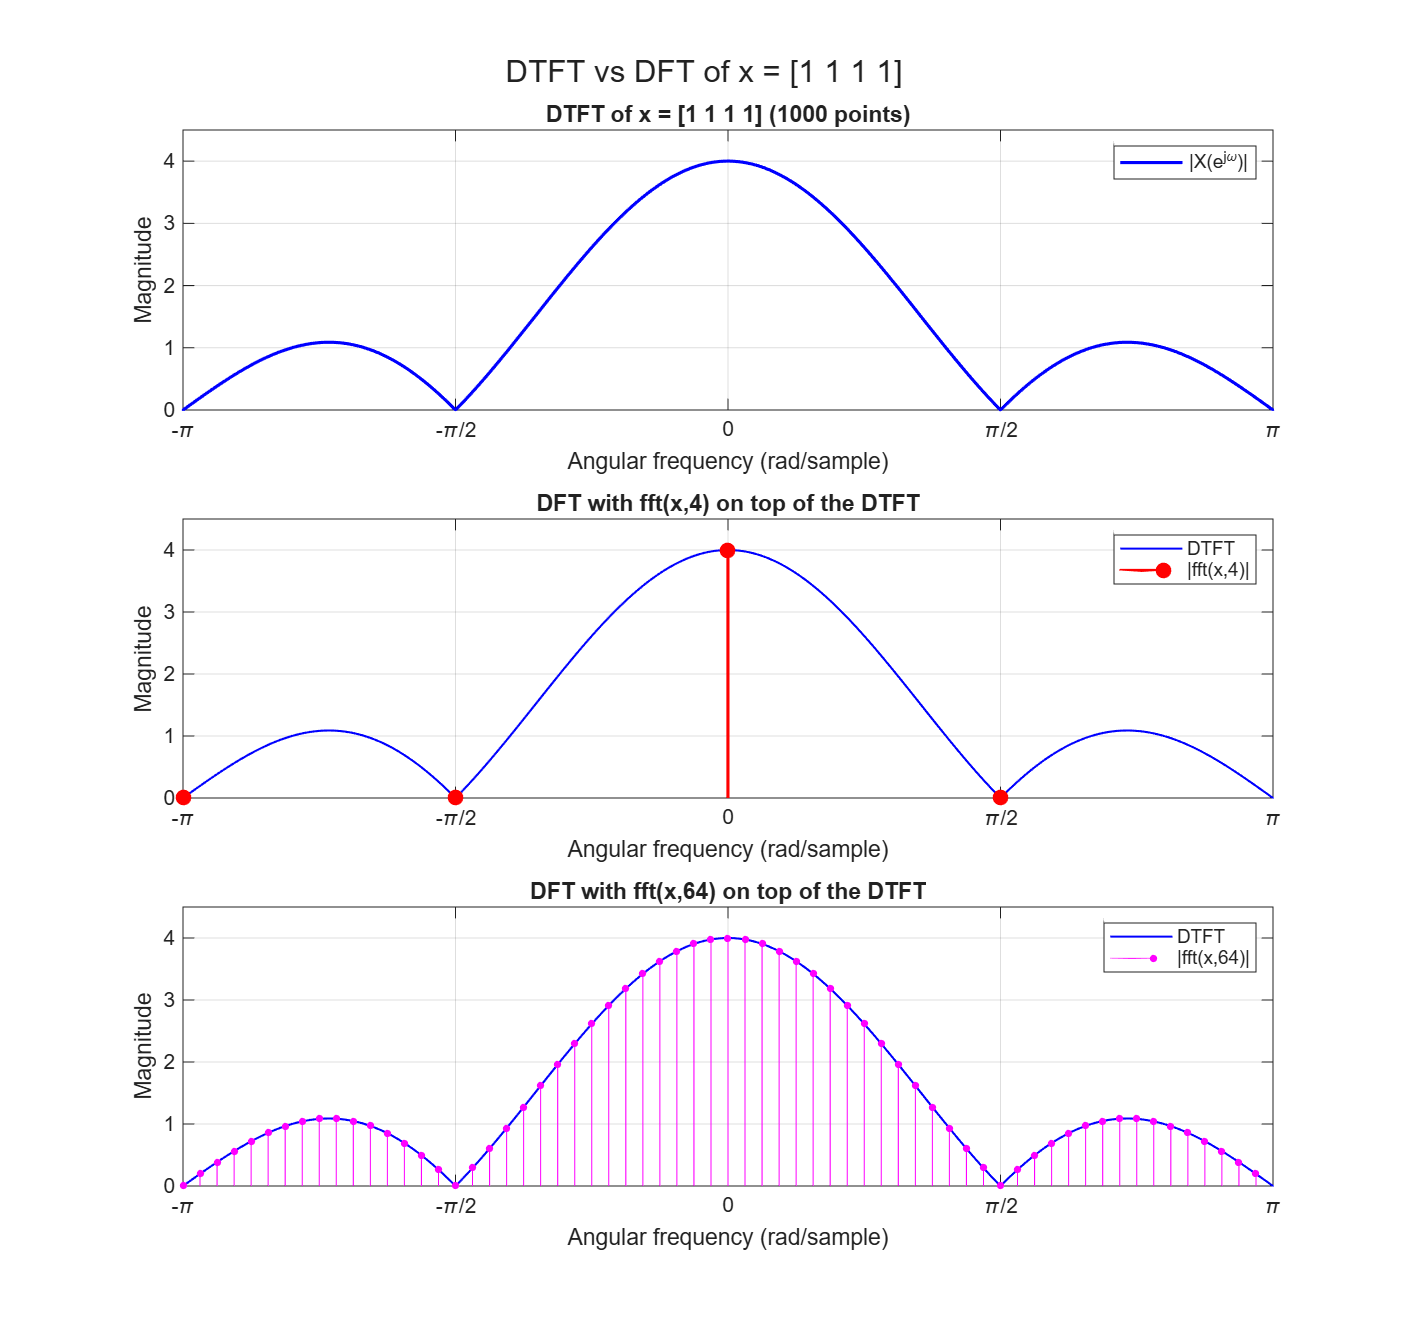 DTFT vs DFT of x = [1 1 1 1]
DTFT of x = [1 1 1 1] (1000 points)
|X(e^{jω})|
Magnitude
4
3
2
1
0
-π
-π/2
0
π/2
π
Angular frequency (rad/sample)
DFT with fft(x,4) on top of the DTFT
DTFT
|fft(x,4)|
Magnitude
4
3
2
1
0
-π
-π/2
0
π/2
π
Angular frequency (rad/sample)
DFT with fft(x,64) on top of the DTFT
DTFT
|fft(x,64)|
Magnitude
4
3
2
1
0
-π
-π/2
0
π/2
π
Angular frequency (rad/sample)